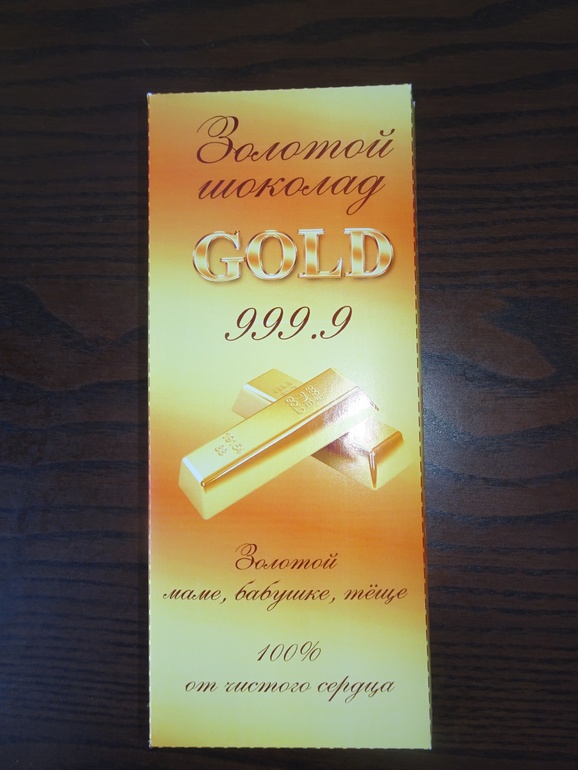 Золотой
шоколад
GOLD
999.9
Золотой
маме, бабушке, тёще
100%
от чистого сердца